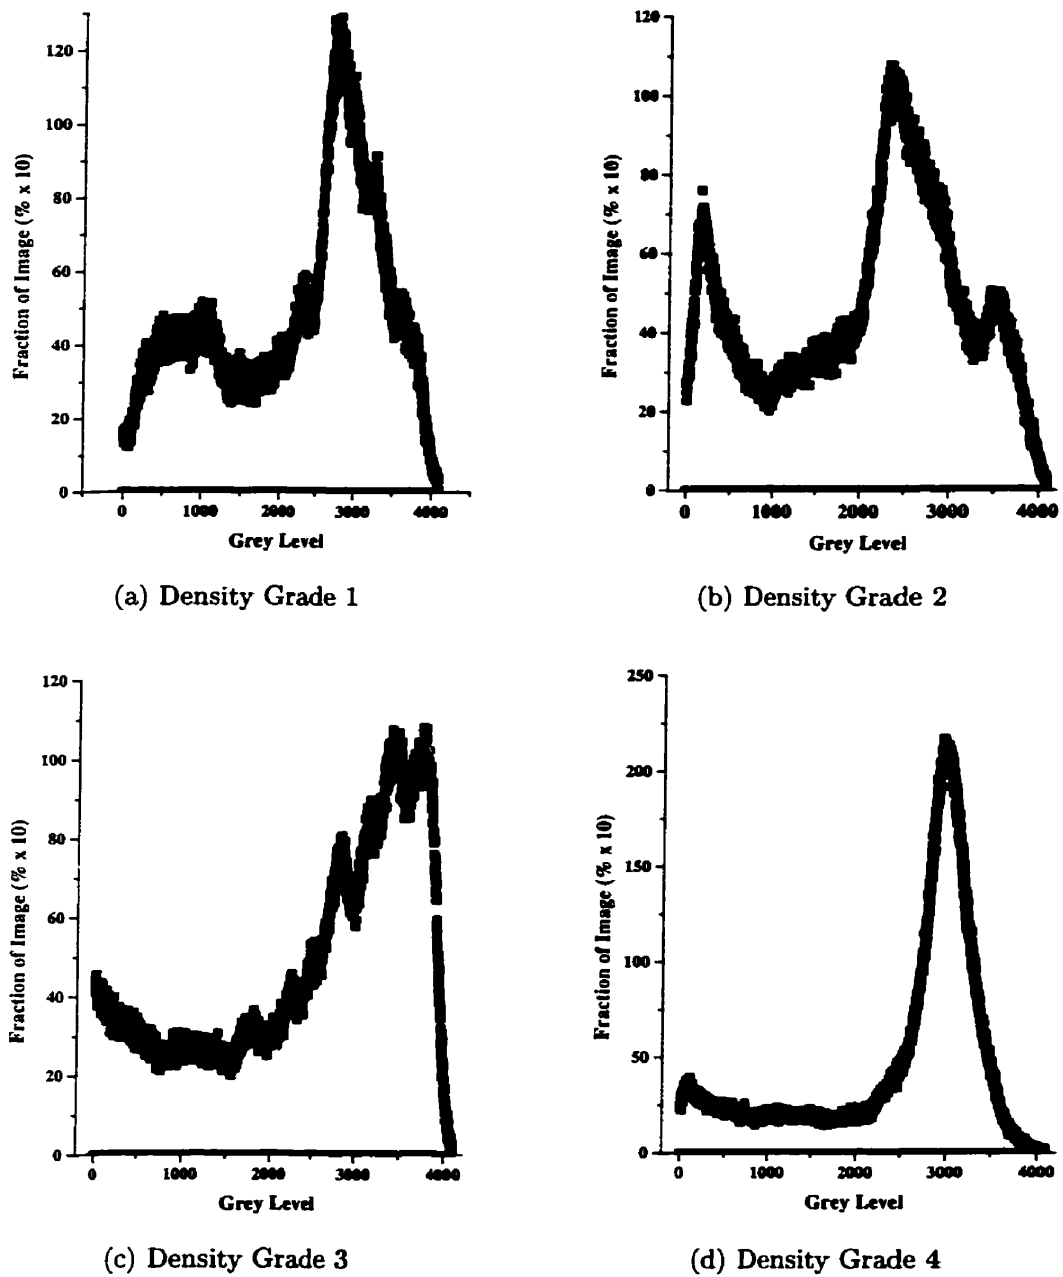 120
100
80
60
40
20
0
Fraction of Image (% x 10)
0 1000 2000 3000 4000
Grey Level
(a) Density Grade 1
120
100
80
60
40
20
0
Fraction of Image (% x 10)
0 1000 2000 3000 4000
Grey Level
(b) Density Grade 2
120
100
80
60
40
20
0
Fraction of Image (% x 10)
0 1000 2000 3000 4000
Grey Level
(c) Density Grade 3
250
200
150
100
50
0
Fraction of Image (% x 10)
0 1000 2000 3000 4000
Grey Level
(d) Density Grade 4